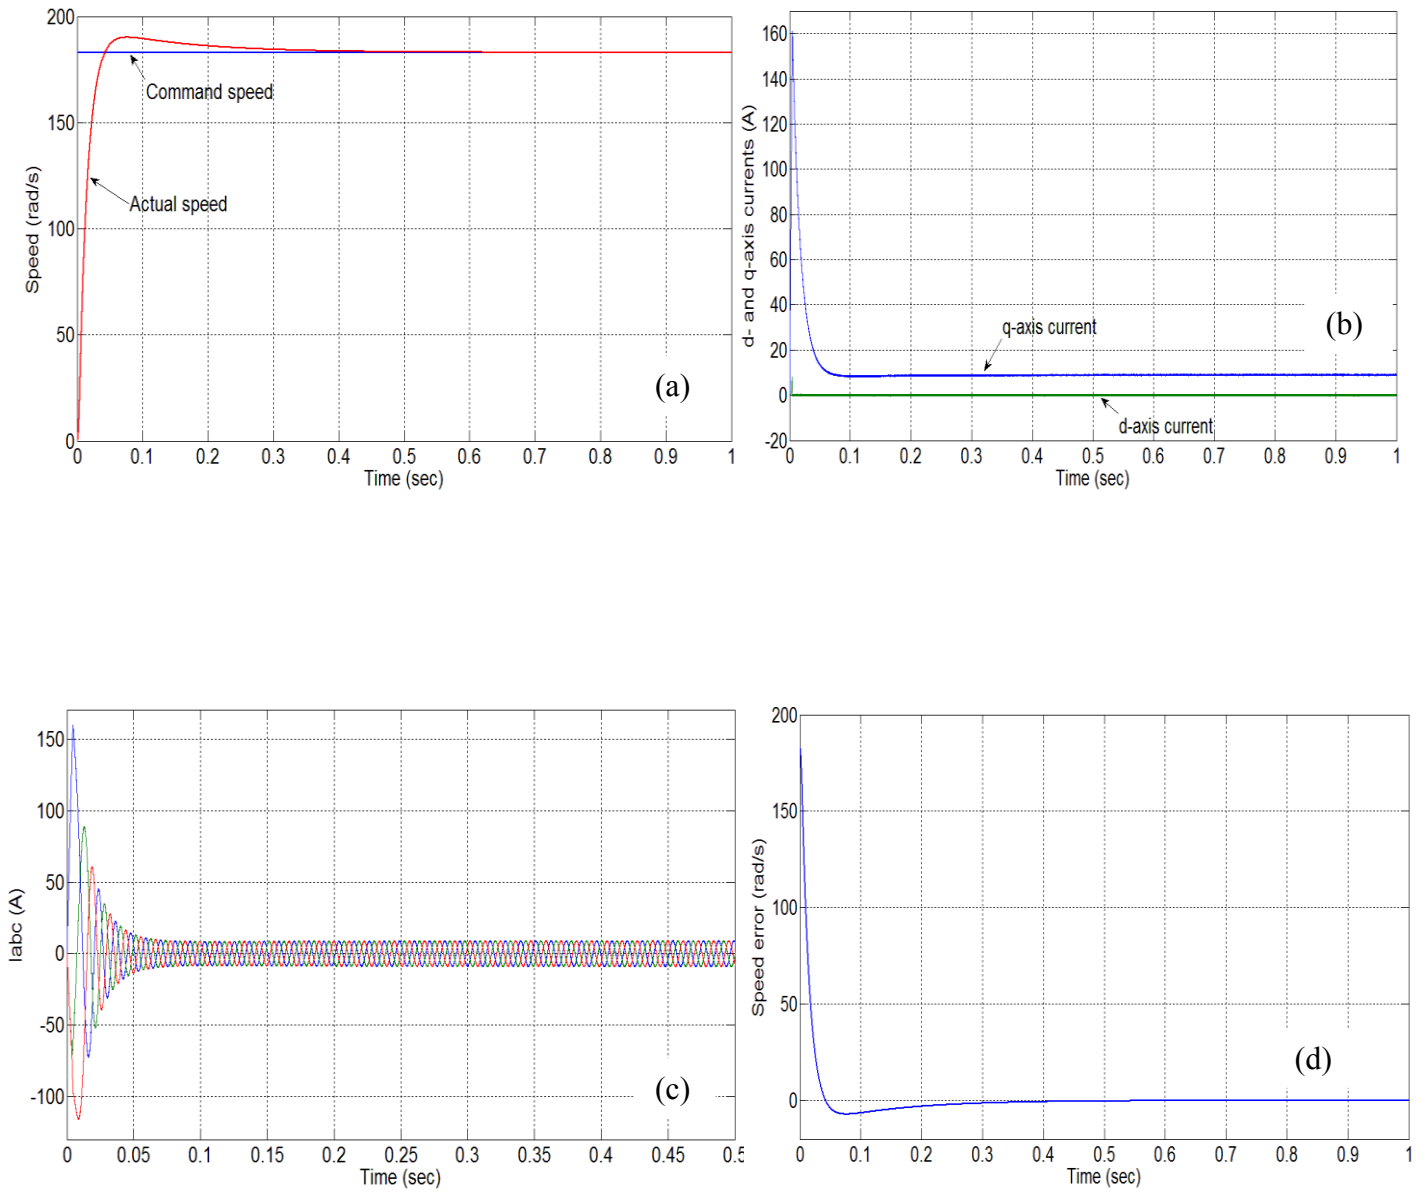 200
150
100
50
0
Speed (rad/s)
Command speed
Actual speed
(a)
0 0.1 0.2 0.3 0.4 0.5 0.6 0.7 0.8 0.9 1
Time (sec)
160
140
120
100
80
60
40
20
0
-20
d- and q-axis currents (A)
q-axis current
d-axis current
(b)
0 0.1 0.2 0.3 0.4 0.5 0.6 0.7 0.8 0.9 1
Time (sec)
150
100
50
0
-50
-100
Iabc (A)
(c)
0 0.05 0.1 0.15 0.2 0.25 0.3 0.35 0.4 0.45
Time (sec)
200
150
100
50
0
Speed error (rad/s)
(d)
0 0.1 0.2 0.3 0.4 0.5 0.6 0.7 0.8 0.9 1
Time (sec)